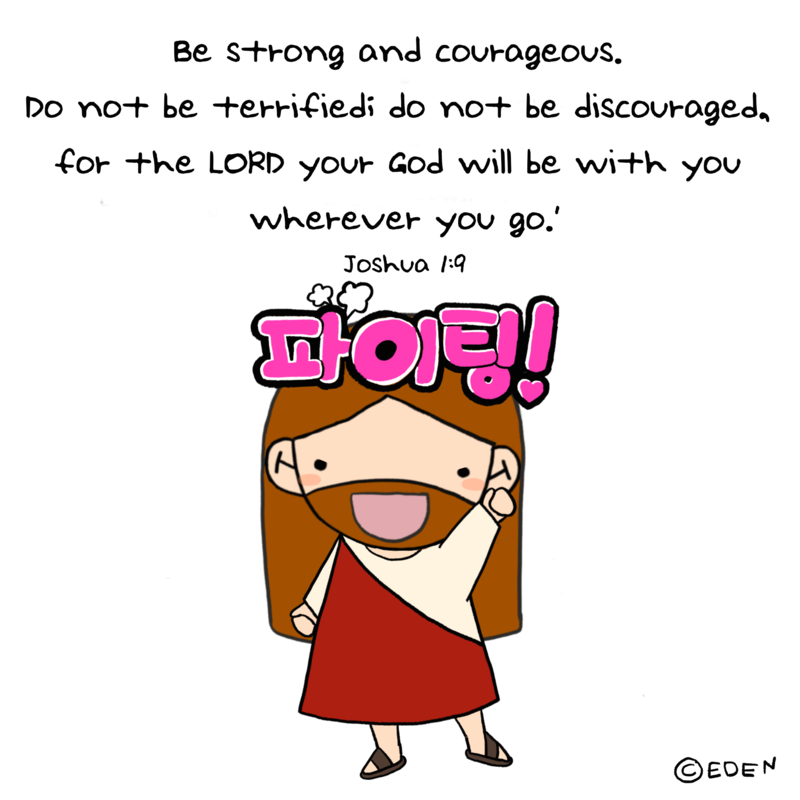 Be strong and courageous.
Do not be terrified; do not be discouraged,
for the LORD your God will be with you
wherever you go.'
Joshua 1:9
파이팅!
©EDEN